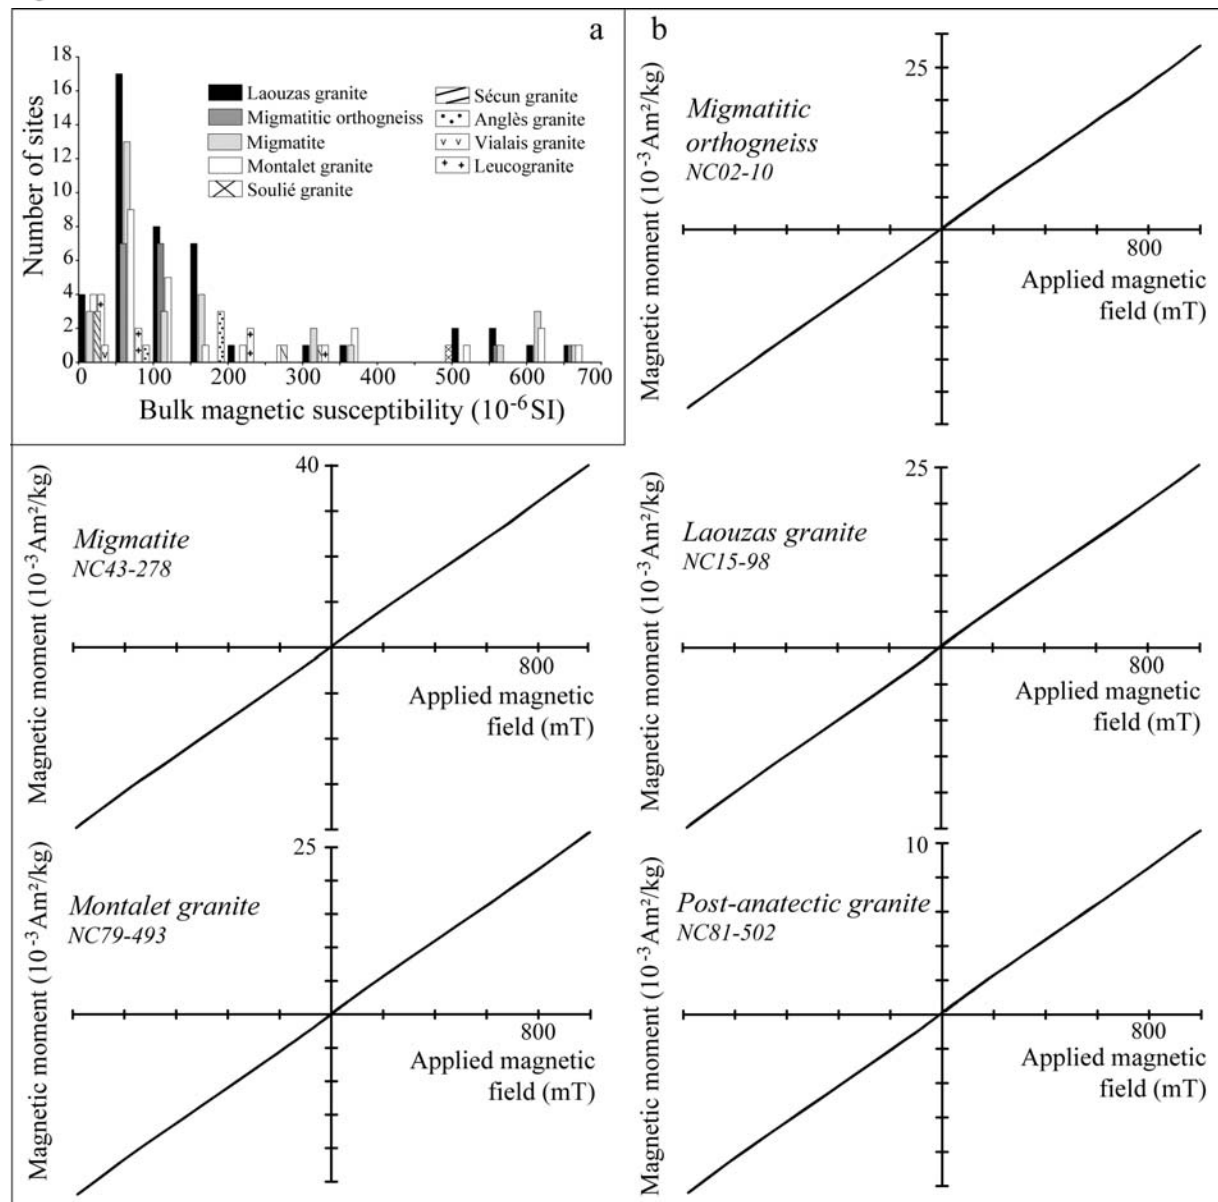 a
18
16
14
12
10
8
6
4
2
0
Number of sites
Laouzas granite
Migmatitic orthogneiss
Migmatite
Montalet granite
Soulié granite
Sécun granite
Anglès granite
Vialais granite
Leucogranite
0 100 200 300 400 500 600 700
Bulk magnetic susceptibility (10⁻⁶SI)
b
Magnetic moment (10⁻³Am²/kg)
25
Migmatitic
orthogneiss
NC02-10
800
Applied magnetic
field (mT)
Magnetic moment (10⁻³Am²/kg)
40
Migmatite
NC43-278
800
Applied magnetic
field (mT)
Magnetic moment (10⁻³Am²/kg)
25
Laouzas granite
NC15-98
800
Applied magnetic
field (mT)
Magnetic moment (10⁻³Am²/kg)
25
Montalet granite
NC79-493
800
Applied magnetic
field (mT)
Magnetic moment (10⁻³Am²/kg)
10
Post-anatectic granite
NC81-502
800
Applied magnetic
field (mT)